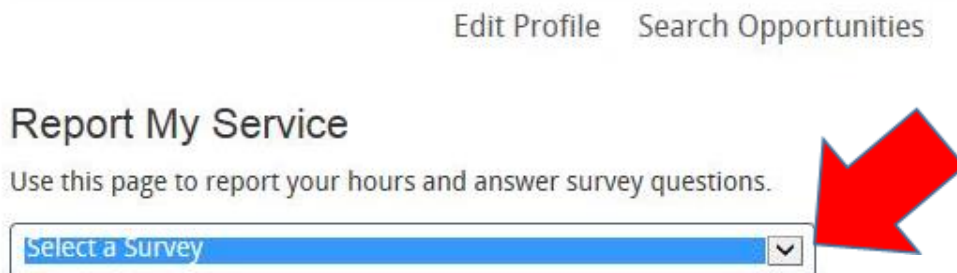 Edit Profile Search Opportunities
Report My Service
Use this page to report your hours and answer survey questions.
Select a Survey